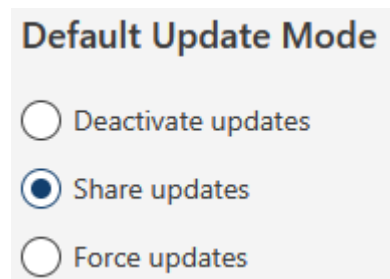 Default Update Mode
Deactivate updates
Share updates
Force updates